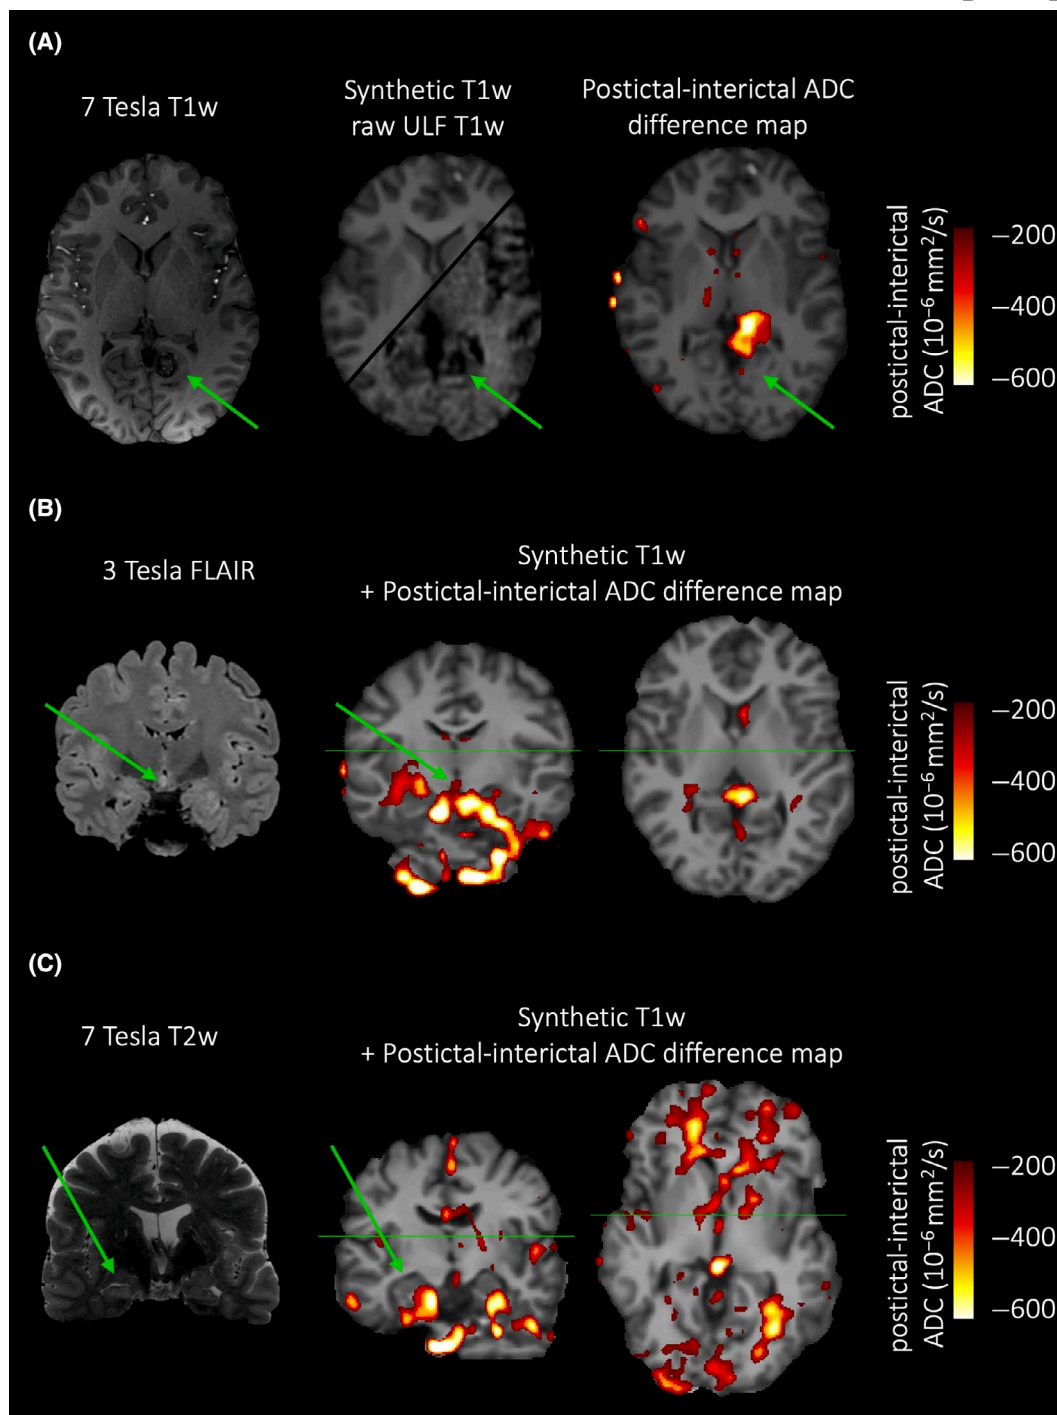 (A)
7 Tesla T1w
Synthetic T1w
raw ULF T1w
Postictal-interictal ADC
difference map
postictal-interictal
ADC (10⁻⁶ mm²/s)
–200
–400
–600
(B)
3 Tesla FLAIR
Synthetic T1w
+ Postictal-interictal ADC difference map
postictal-interictal
ADC (10⁻⁶ mm²/s)
–200
–400
–600
(C)
7 Tesla T2w
Synthetic T1w
+ Postictal-interictal ADC difference map
postictal-interictal
ADC (10⁻⁶ mm²/s)
–200
–400
–600